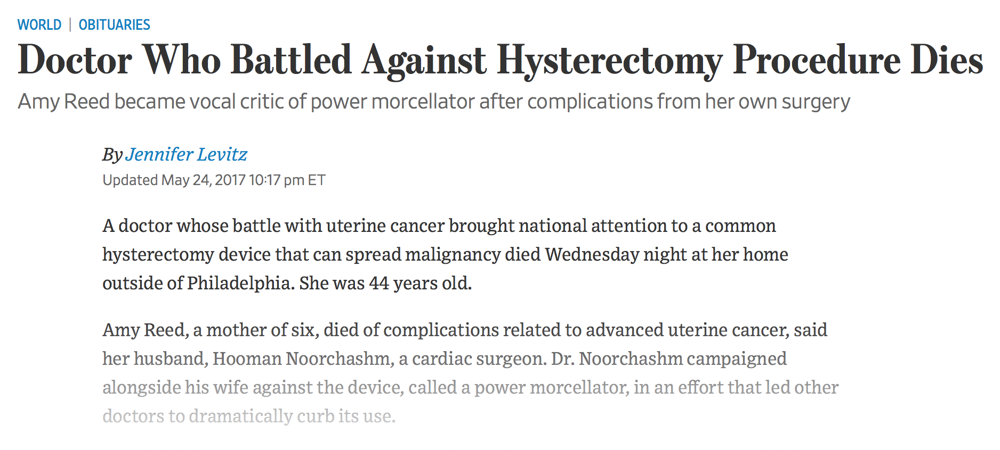 WORLD | OBITUARIES
Doctor Who Battled Against Hysterectomy Procedure Dies
Amy Reed became vocal critic of power morcellator after complications from her own surgery
By Jennifer Levitz
Updated May 24, 2017 10:17 pm ET
A doctor whose battle with uterine cancer brought national attention to a common
hysterectomy device that can spread malignancy died Wednesday night at her home
outside of Philadelphia. She was 44 years old.
Amy Reed, a mother of six, died of complications related to advanced uterine cancer, said
her husband, Hooman Noorchashm, a cardiac surgeon. Dr. Noorchashm campaigned
alongside his wife against the device, called a power morcellator, in an effort that led other
doctors to dramatically curb its use.